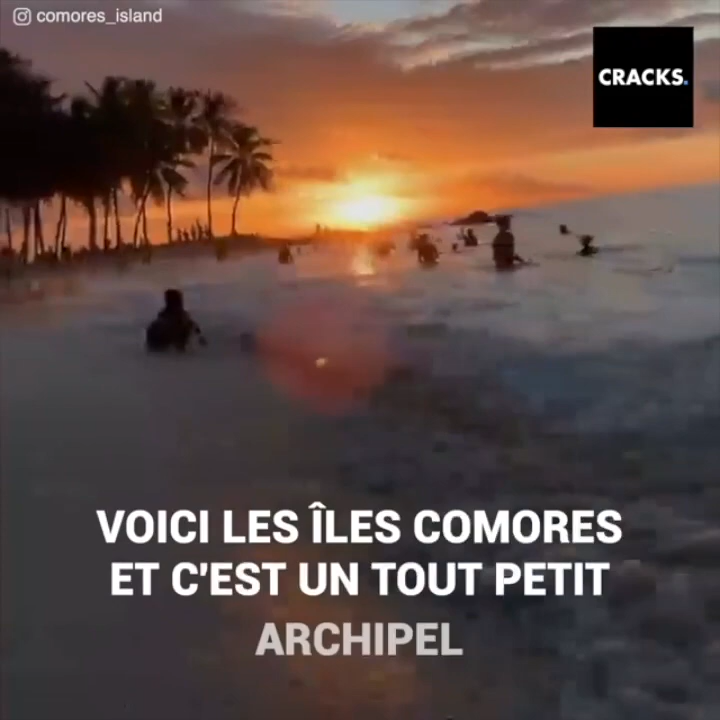 comores_island
CRACKS.
VOICI LES ÎLES COMORES
ET C'EST UN TOUT PETIT
ARCHIPEL